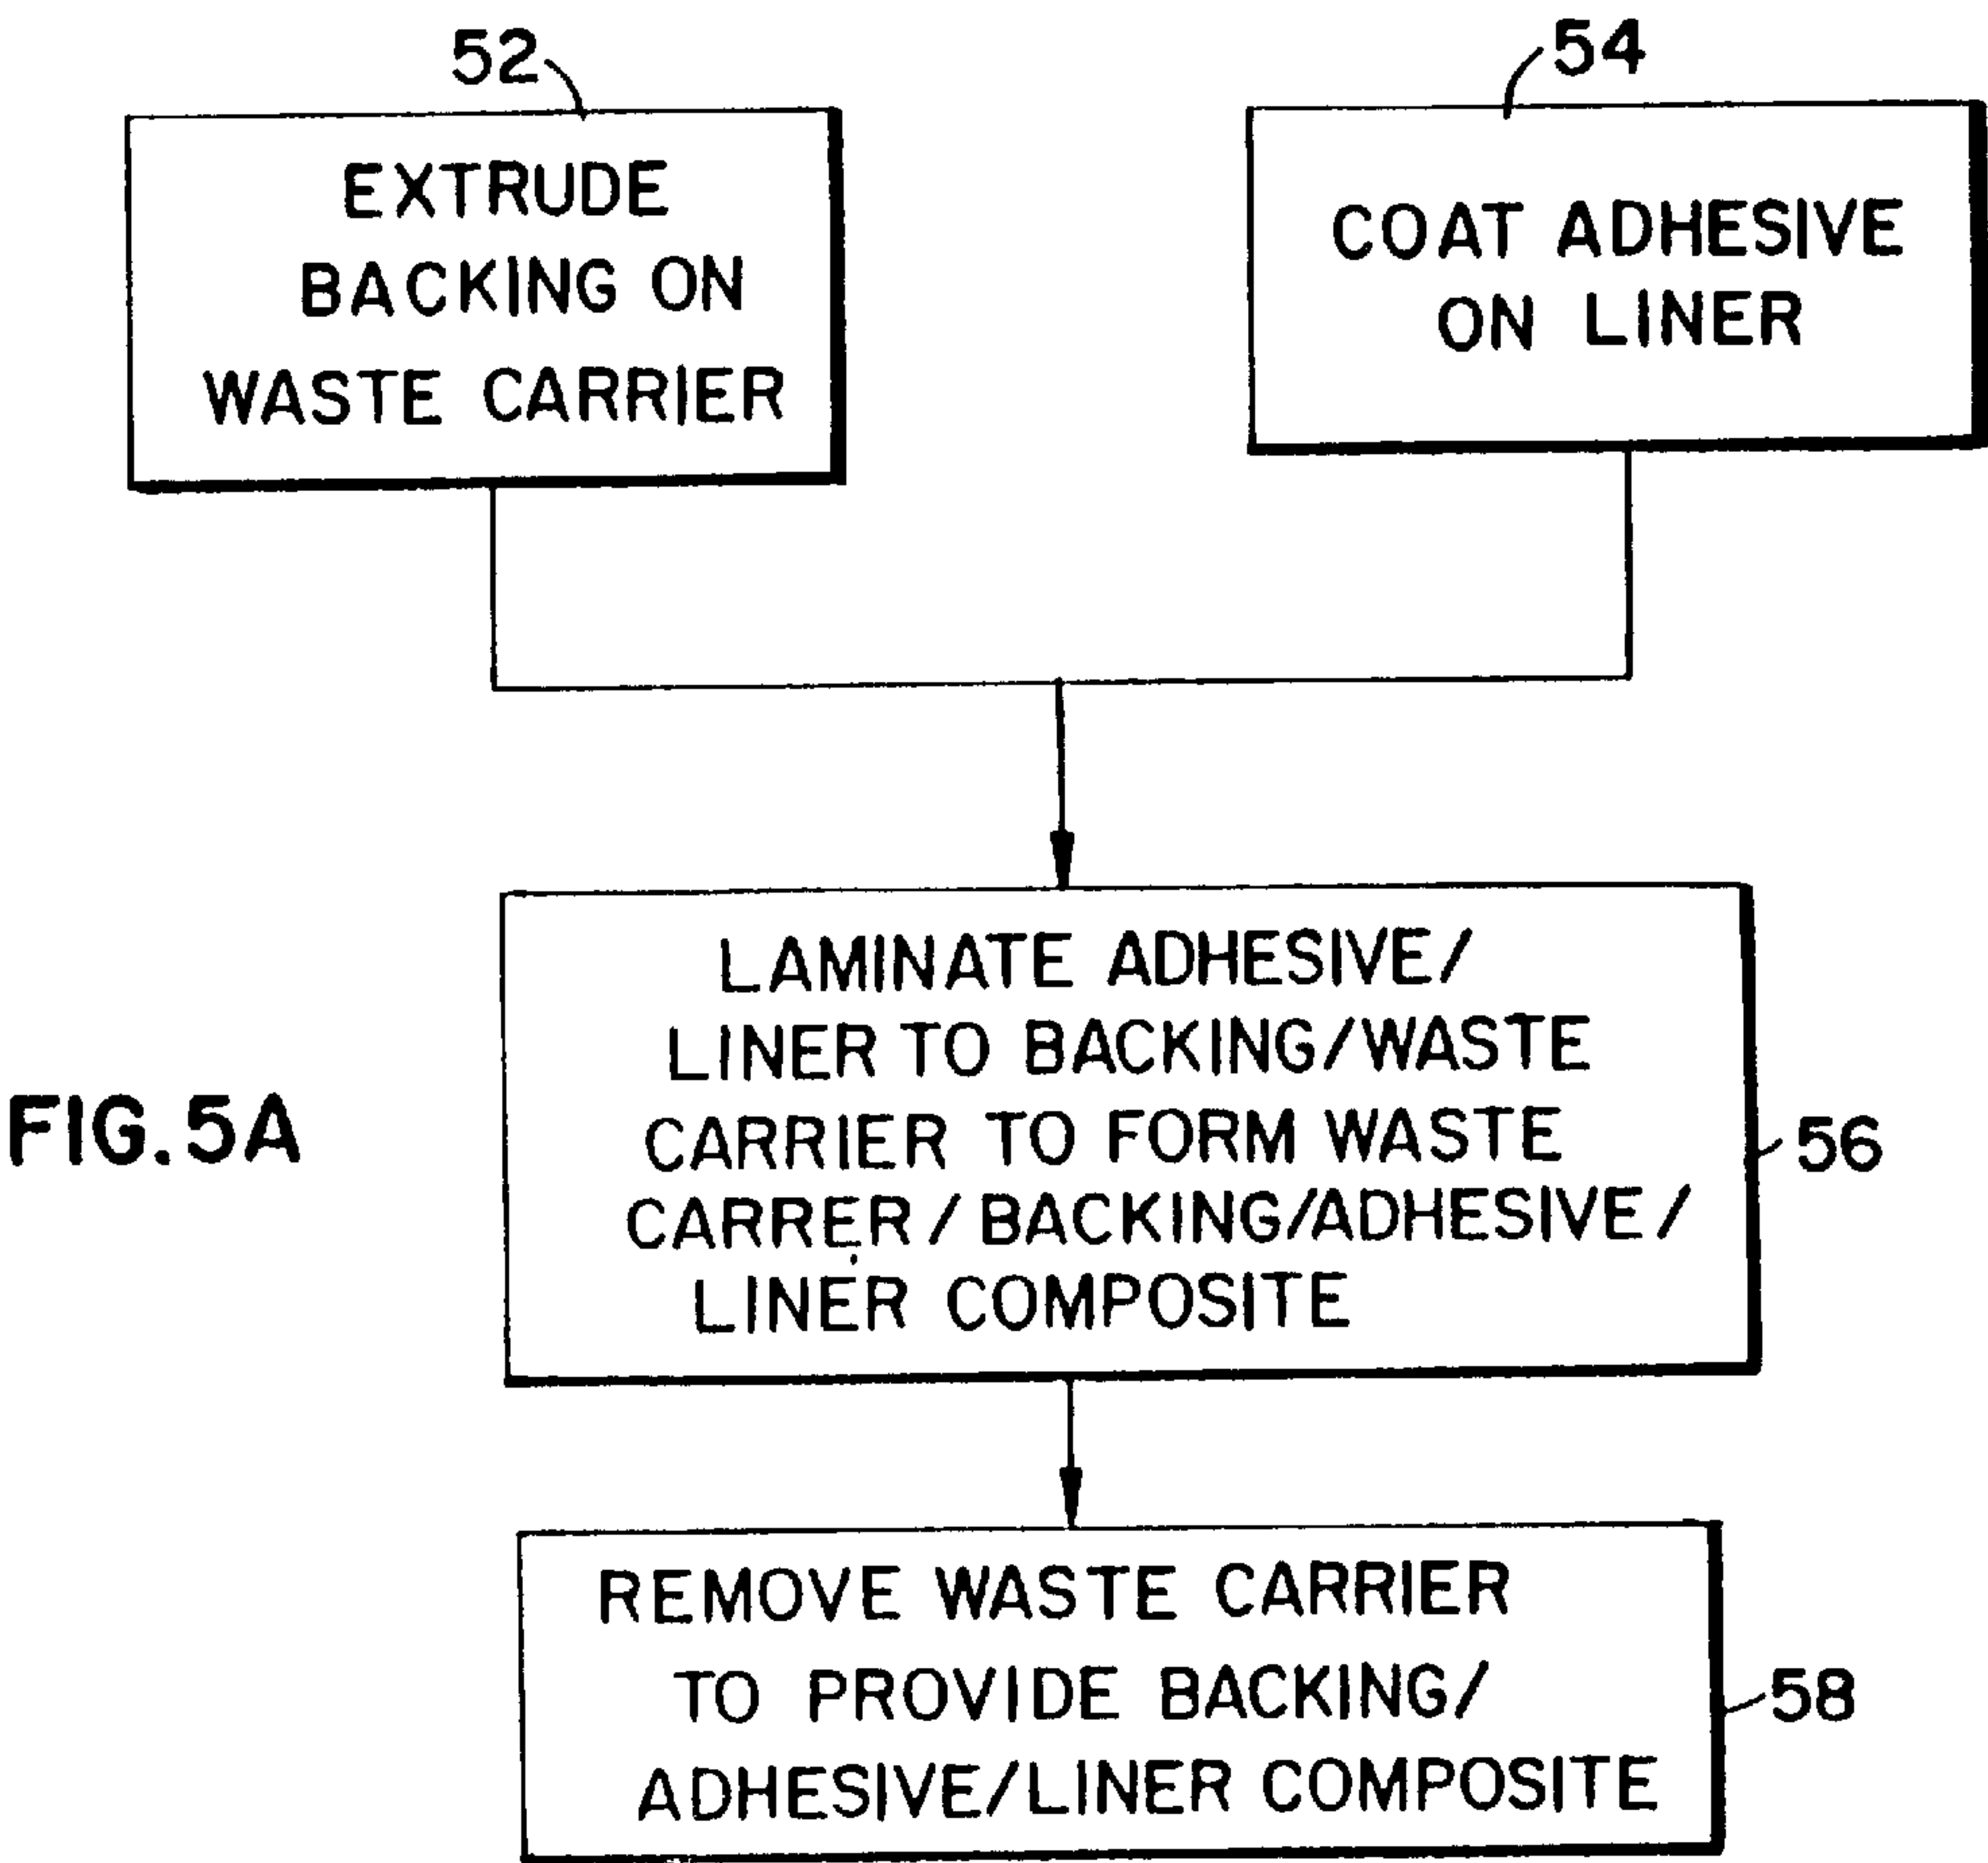 52
EXTRUDE
BACKING ON
WASTE CARRIER
54
COAT ADHESIVE
ON LINER
LAMINATE ADHESIVE/
LINER TO BACKING/WASTE
CARRIER TO FORM WASTE
CARRER/BACKING/ADHESIVE/
LINER COMPOSITE
56
FIG.5A
REMOVE WASTE CARRIER
TO PROVIDE BACKING/
ADHESIVE/LINER COMPOSITE
58